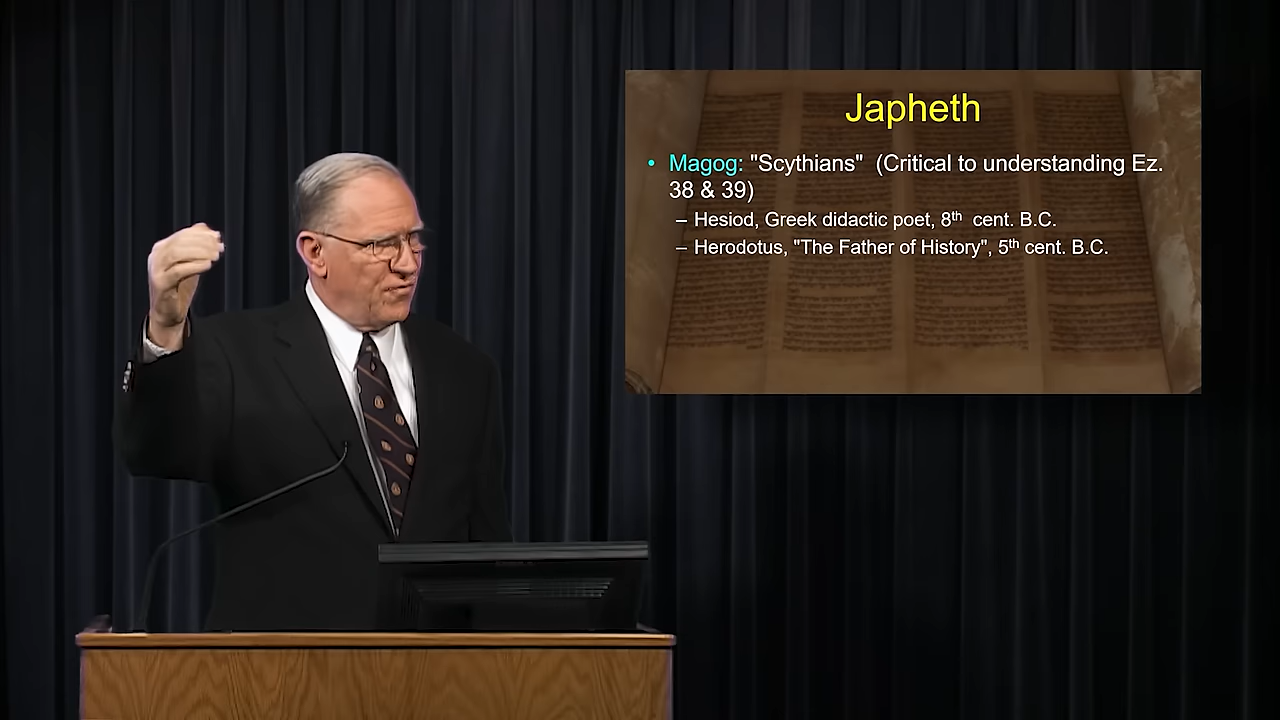 Japheth
• Magog: "Scythians" (Critical to understanding Ez.
38 & 39)
– Hesiod, Greek didactic poet, 8th cent. B.C.
– Herodotus, "The Father of History", 5th cent. B.C.